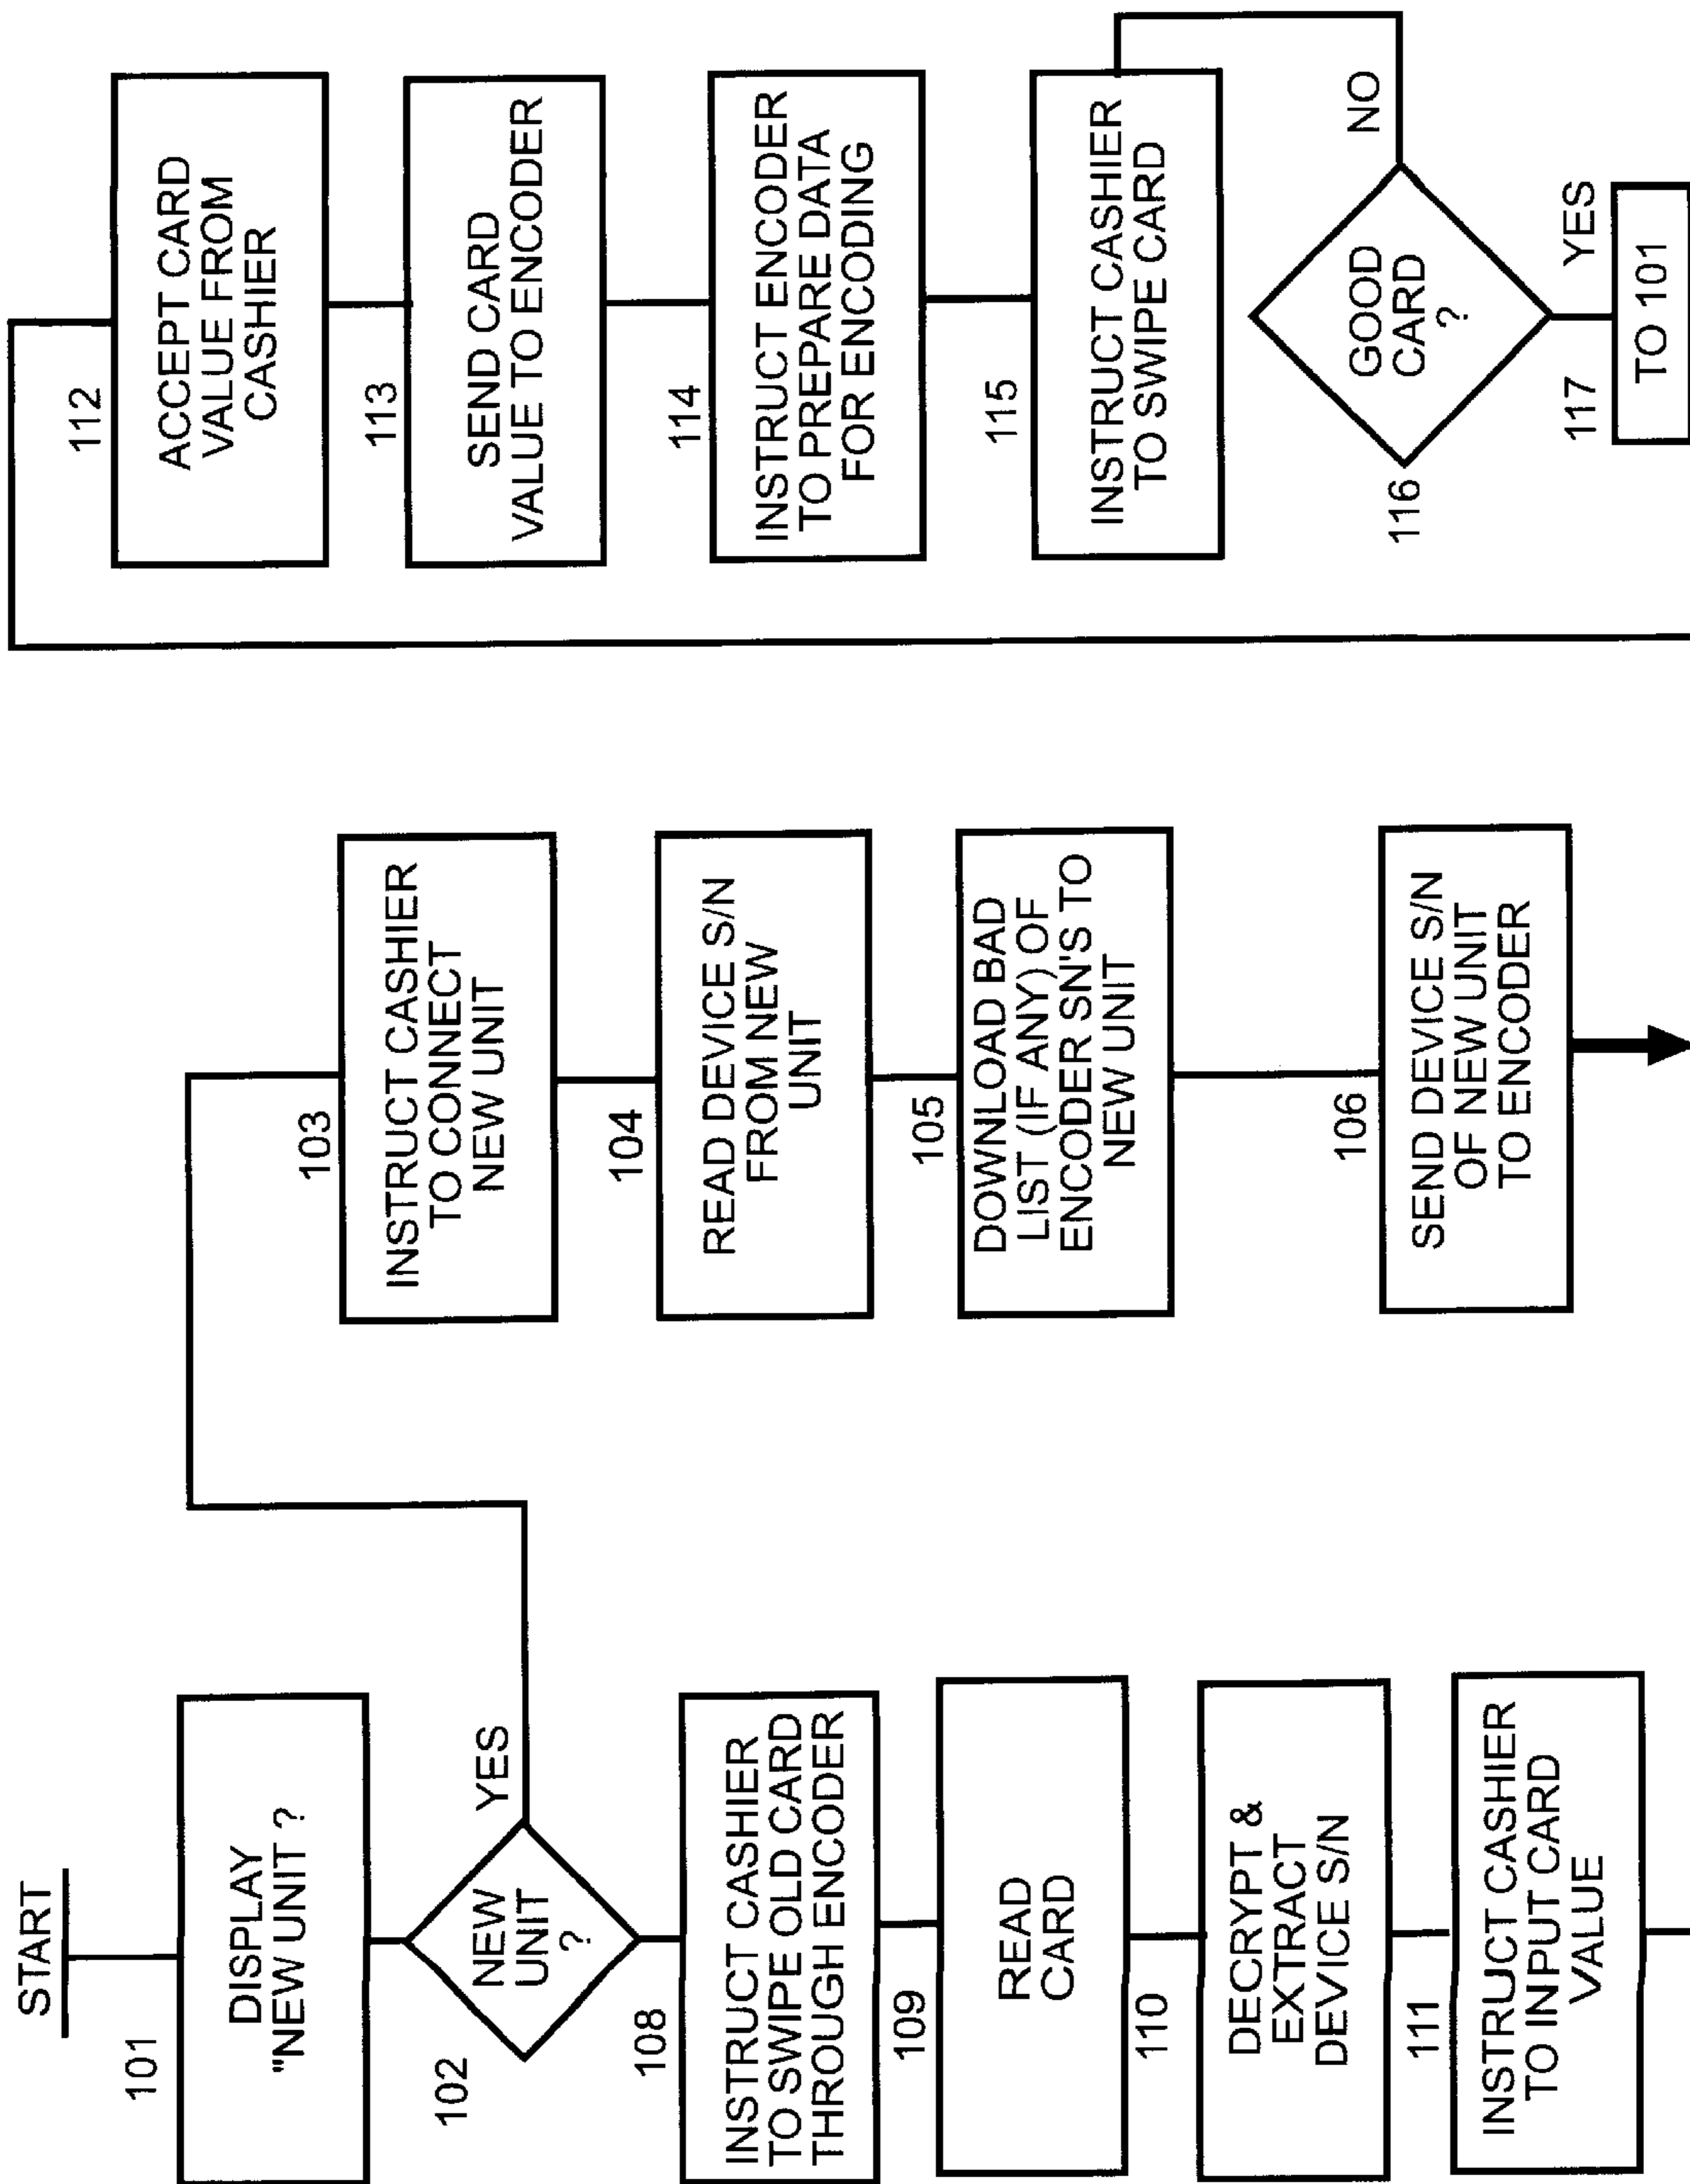 START
101
DISPLAY
"NEW UNIT ?
102
NEW
UNIT
?
YES
108
INSTRUCT CASHIER
TO SWIPE OLD CARD
THROUGH ENCODER
109
READ
CARD
110
DECRYPT &
EXTRACT
DEVICE S/N
111
INSTRUCT CASHIER
TO INPUT CARD
VALUE
103
INSTRUCT CASHIER
TO CONNECT
NEW UNIT
104
READ DEVICE S/N
FROM NEW
UNIT
105
DOWNLOAD BAD
LIST (IF ANY) OF
ENCODER SN'S TO
NEW UNIT
106
SEND DEVICE S/N
OF NEW UNIT
TO ENCODER
112
ACCEPT CARD
VALUE FROM
CASHIER
113
SEND CARD
VALUE TO ENCODER
114
INSTRUCT ENCODER
TO PREPARE DATA
FOR ENCODING
115
INSTRUCT CASHIER
TO SWIPE CARD
116
GOOD
CARD
?
NO
YES
117
TO 101